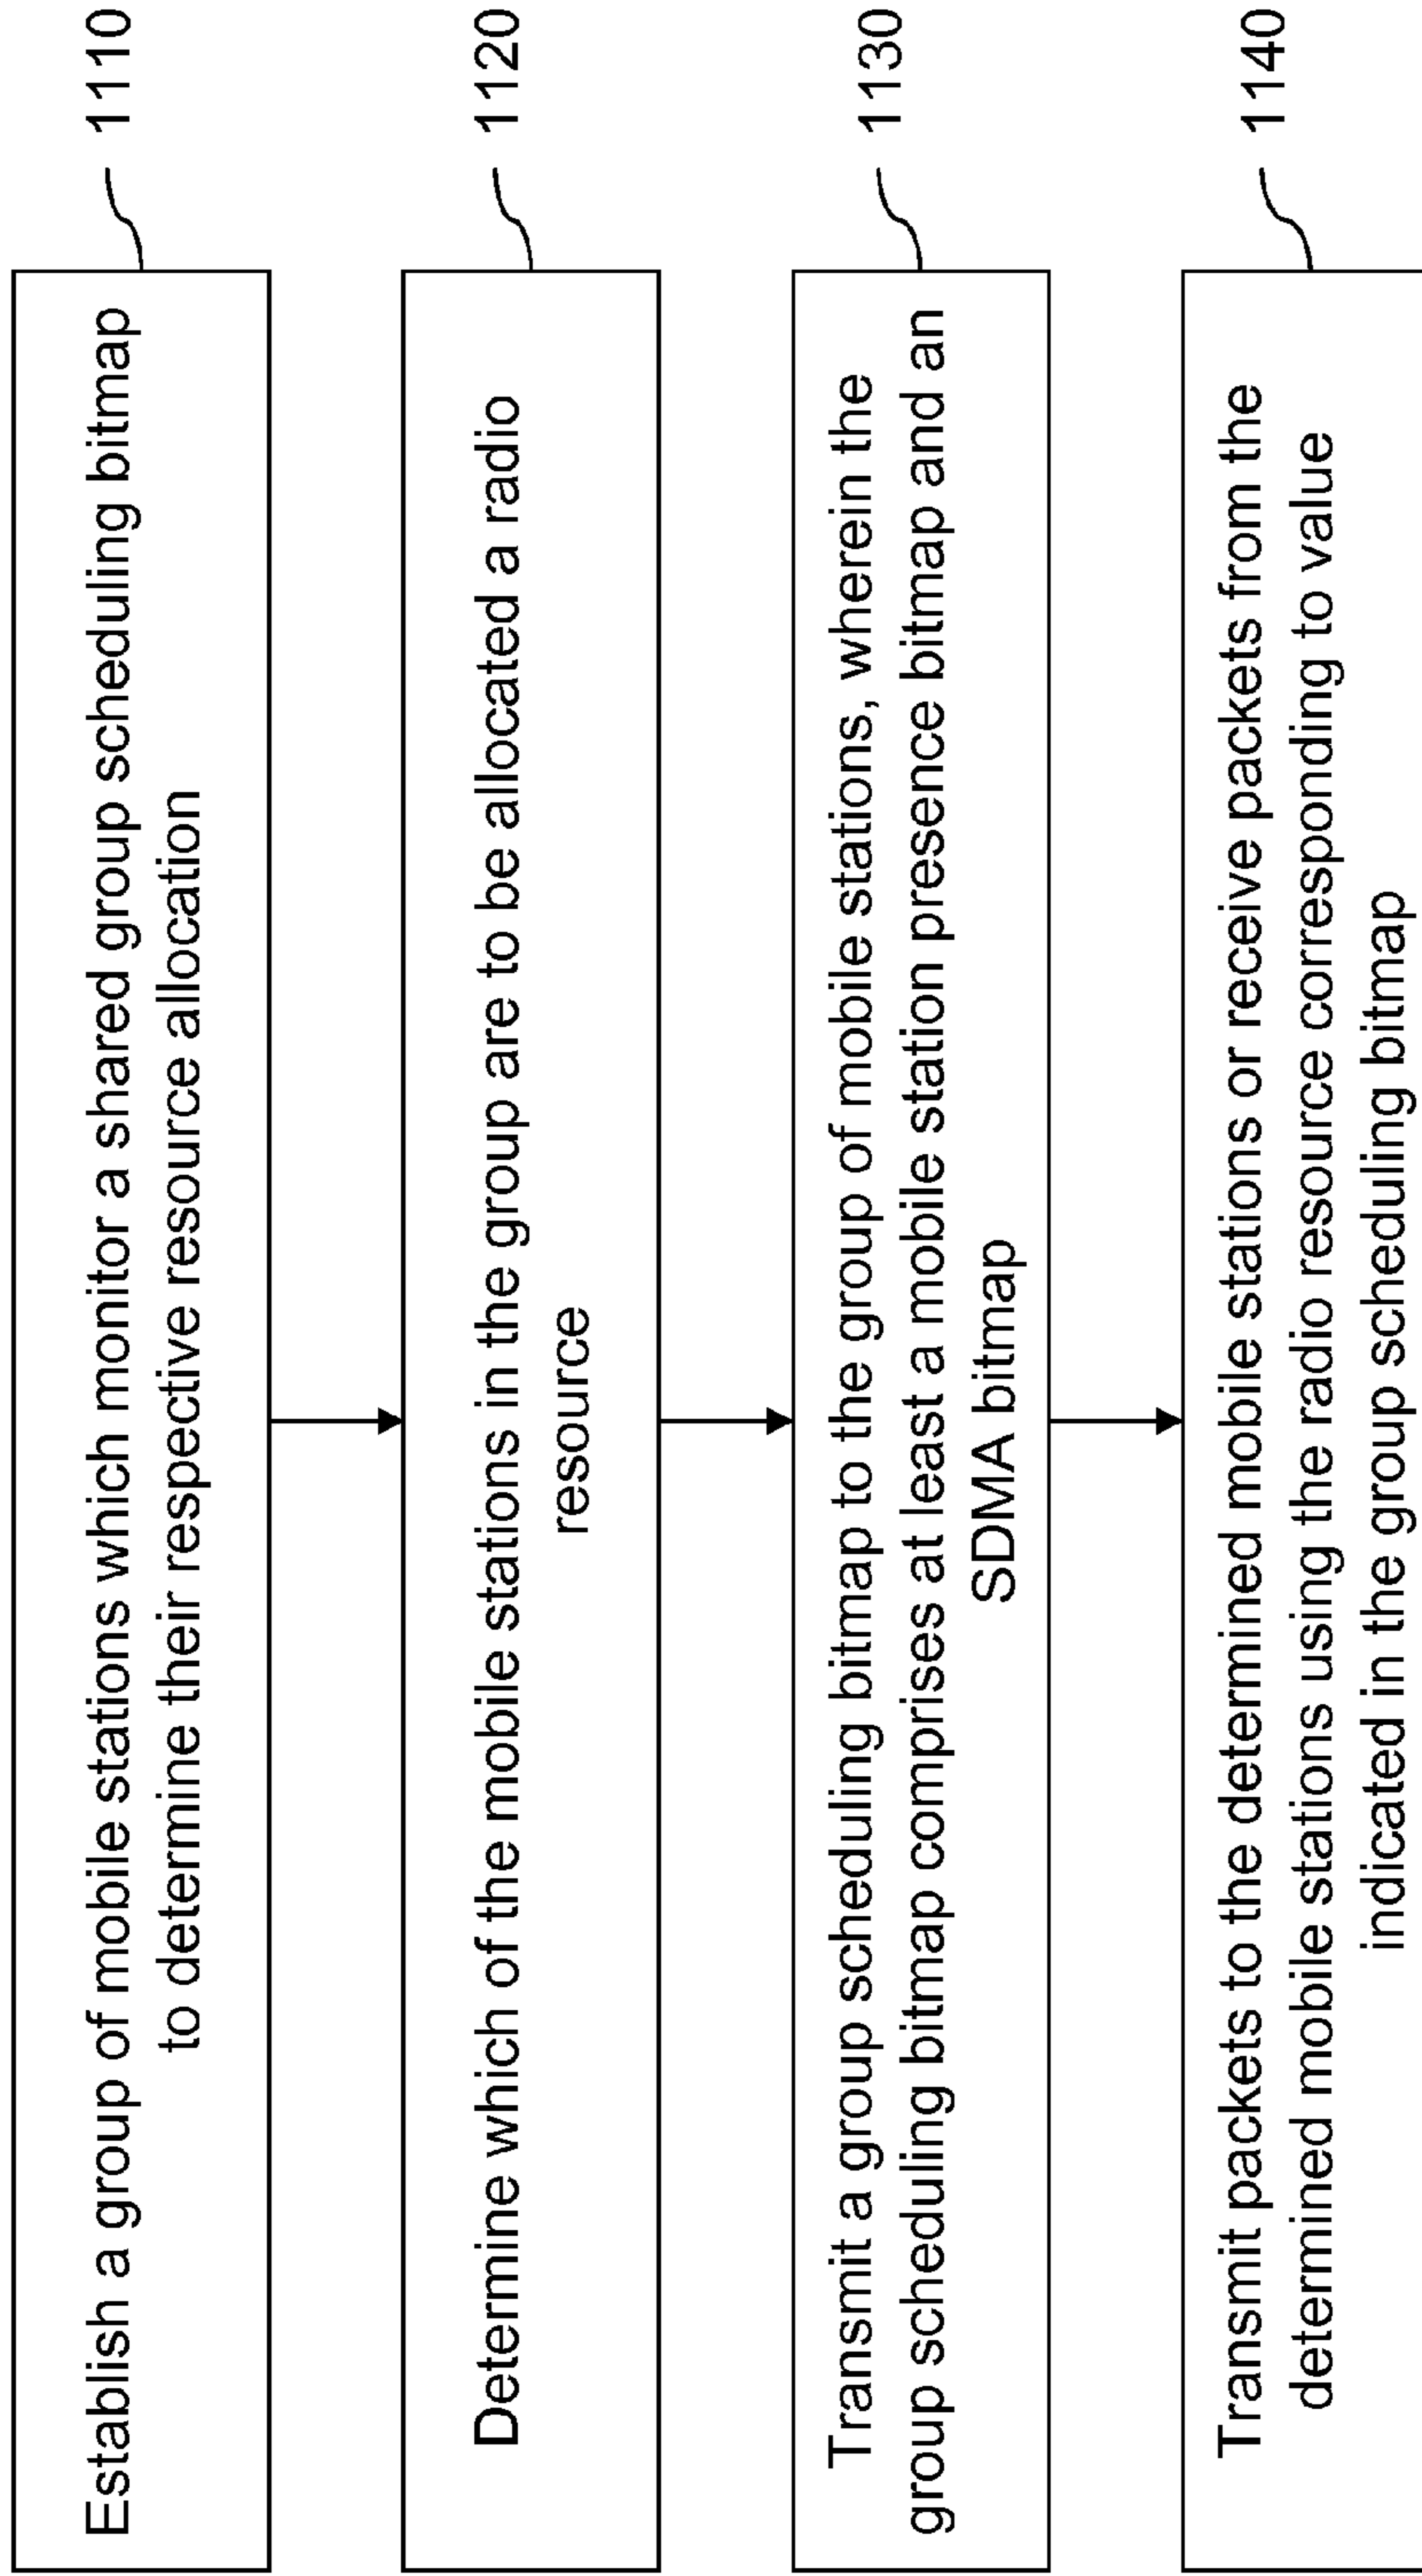 Establish a group of mobile stations which monitor a shared group scheduling bitmap
to determine their respective resource allocation
1110
Determine which of the mobile stations in the group are to be allocated a radio
resource
1120
Transmit a group scheduling bitmap to the group of mobile stations, wherein the
group scheduling bitmap comprises at least a mobile station presence bitmap and an
SDMA bitmap
1130
Transmit packets to the determined mobile stations or receive packets from the
determined mobile stations using the radio resource corresponding to value
indicated in the group scheduling bitmap
1140